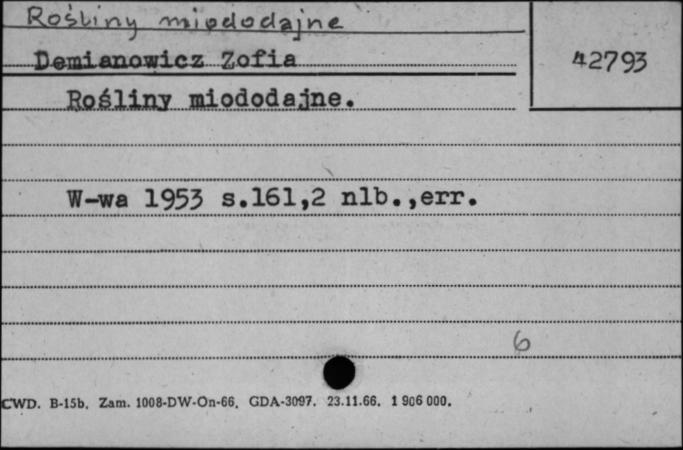 Rośliny miododajne
Demianowicz Zofia
42793
Rośliny miododajne.
W-wa 1953 s.161,2 nlb.,err.
6
CWD. B-15b. Zam. 1008-DW-On-66. GDA-3097. 23.11.66. 1 906 000.